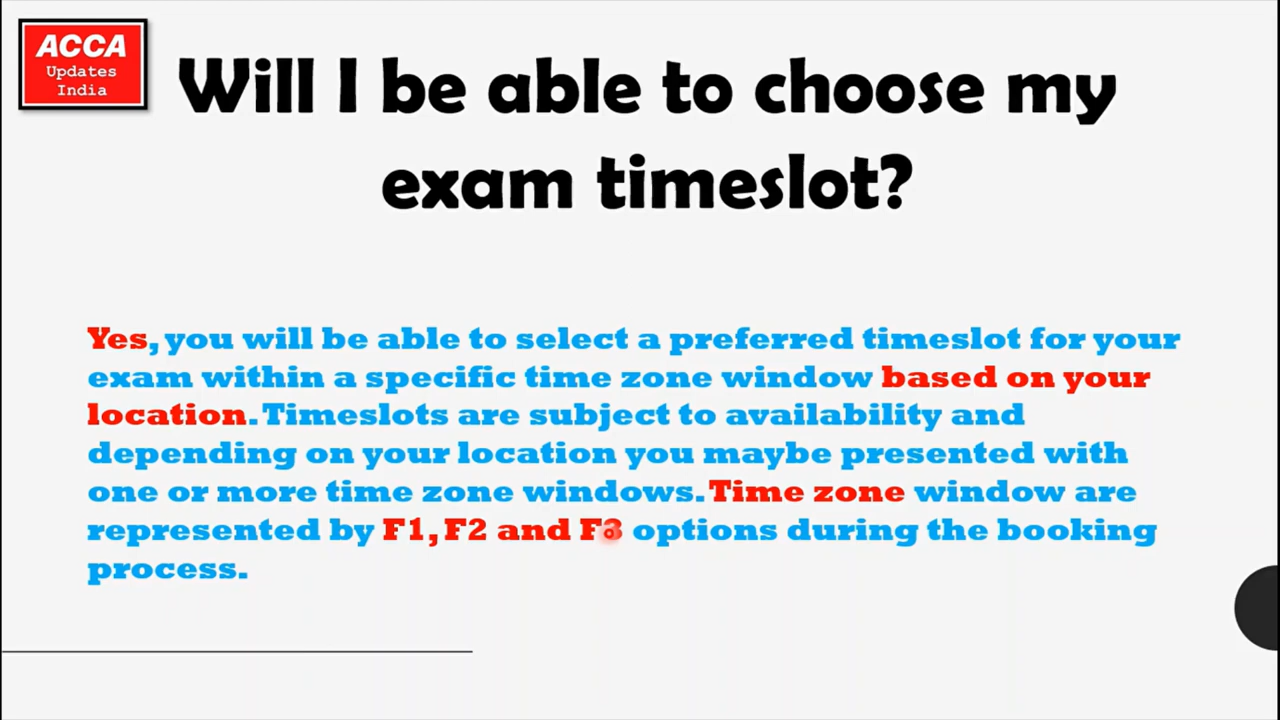 ACCA
Updates
India
Will I be able to choose my
exam timeslot?
Yes, you will be able to select a preferred timeslot for your
exam within a specific time zone window based on your
location. Timeslots are subject to availability and
depending on your location you maybe presented with
one or more time zone windows. Time zone window are
represented by F1, F2 and F3 options during the booking
process.